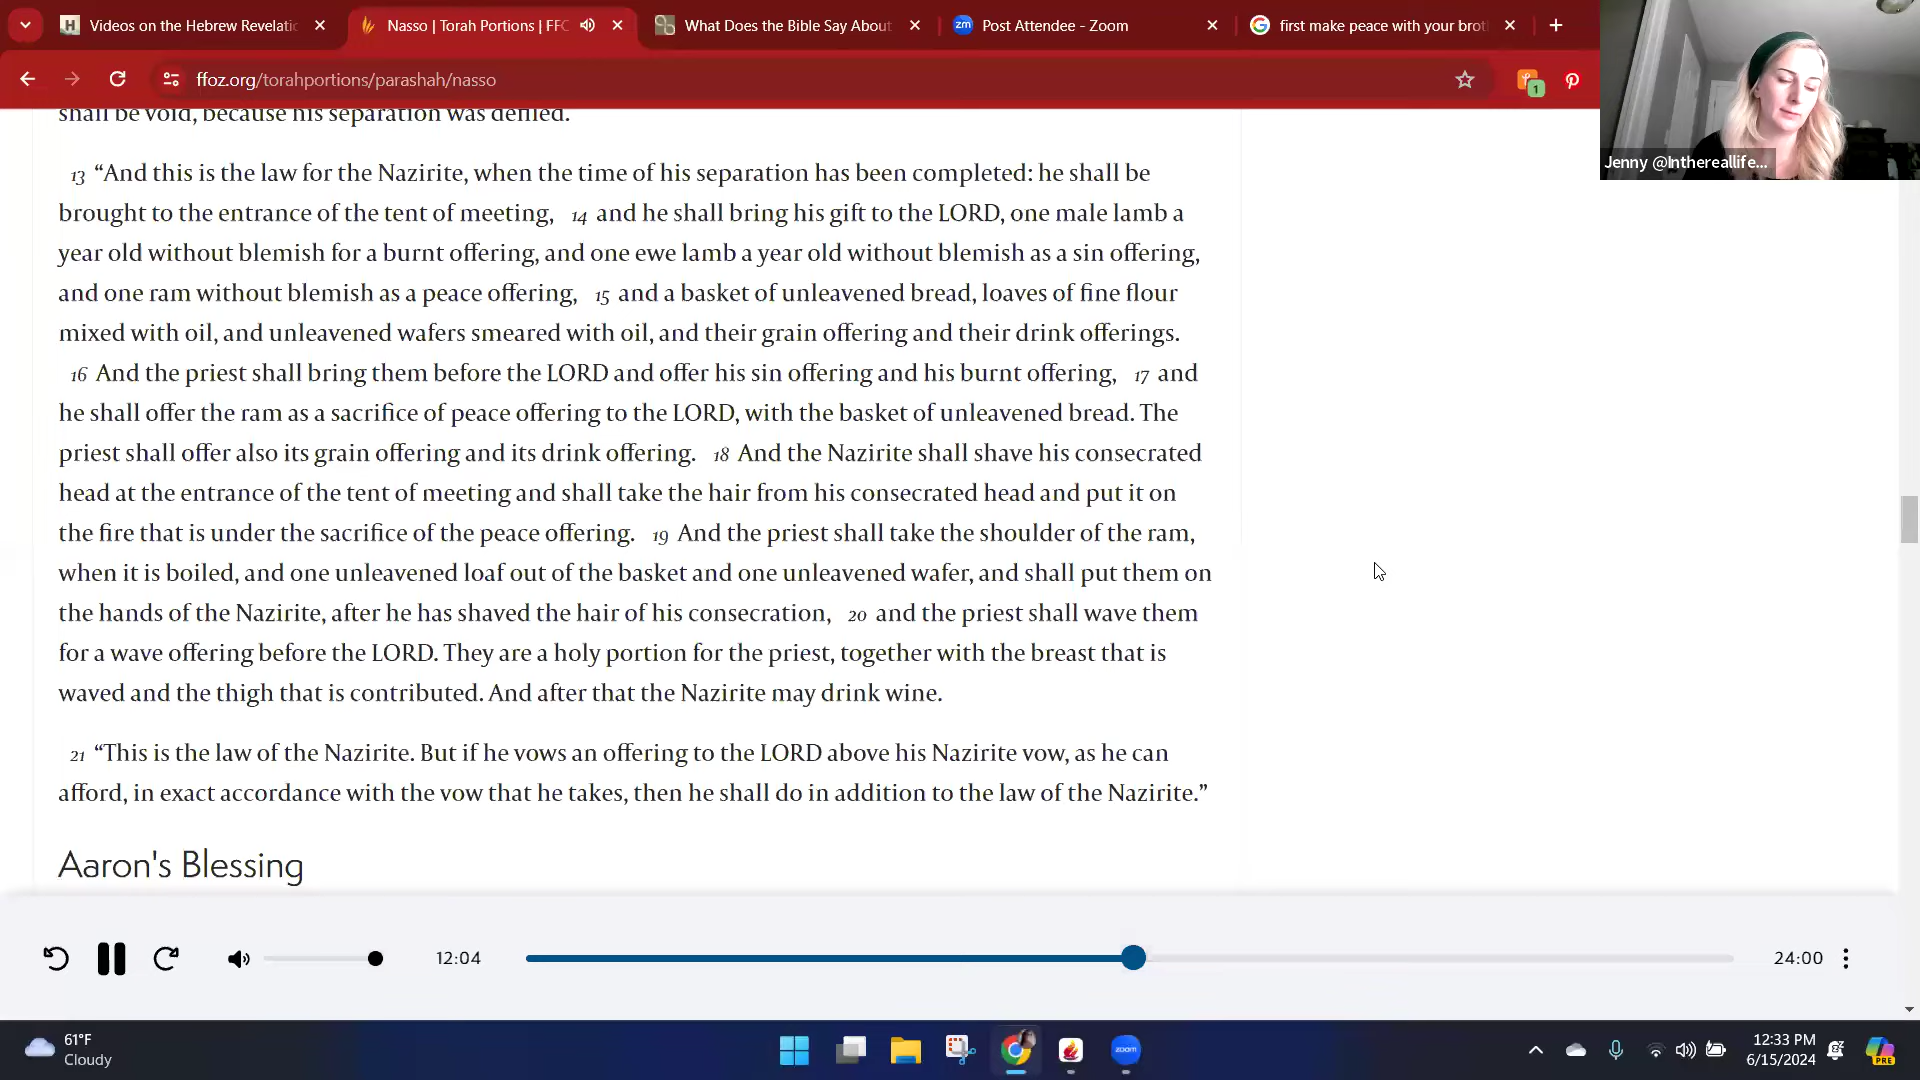 Videos on the Hebrew Revelatio
Nasso | Torah Portions | FFO
What Does the Bible Say About
Post Attendee - Zoom
first make peace with your brot
ffoz.org/torahportions/parashah/nasso
1
Jenny @Inthereallife...
shall be void, because his separation was defiled.
13 “And this is the law for the Nazirite, when the time of his separation has been completed: he shall be
brought to the entrance of the tent of meeting, 14 and he shall bring his gift to the LORD, one male lamb a
year old without blemish for a burnt offering, and one ewe lamb a year old without blemish as a sin offering,
and one ram without blemish as a peace offering, 15 and a basket of unleavened bread, loaves of fine flour
mixed with oil, and unleavened wafers smeared with oil, and their grain offering and their drink offerings.
16 And the priest shall bring them before the LORD and offer his sin offering and his burnt offering, 17 and
he shall offer the ram as a sacrifice of peace offering to the LORD, with the basket of unleavened bread. The
priest shall offer also its grain offering and its drink offering. 18 And the Nazirite shall shave his consecrated
head at the entrance of the tent of meeting and shall take the hair from his consecrated head and put it on
the fire that is under the sacrifice of the peace offering. 19 And the priest shall take the shoulder of the ram,
when it is boiled, and one unleavened loaf out of the basket and one unleavened wafer, and shall put them on
the hands of the Nazirite, after he has shaved the hair of his consecration, 20 and the priest shall wave them
for a wave offering before the LORD. They are a holy portion for the priest, together with the breast that is
waved and the thigh that is contributed. And after that the Nazirite may drink wine.
21 “This is the law of the Nazirite. But if he vows an offering to the LORD above his Nazirite vow, as he can
afford, in exact accordance with the vow that he takes, then he shall do in addition to the law of the Nazirite.”
Aaron's Blessing
12:04
24:00
61°F
Cloudy
zoom
12:33 PM
6/15/2024
PRE